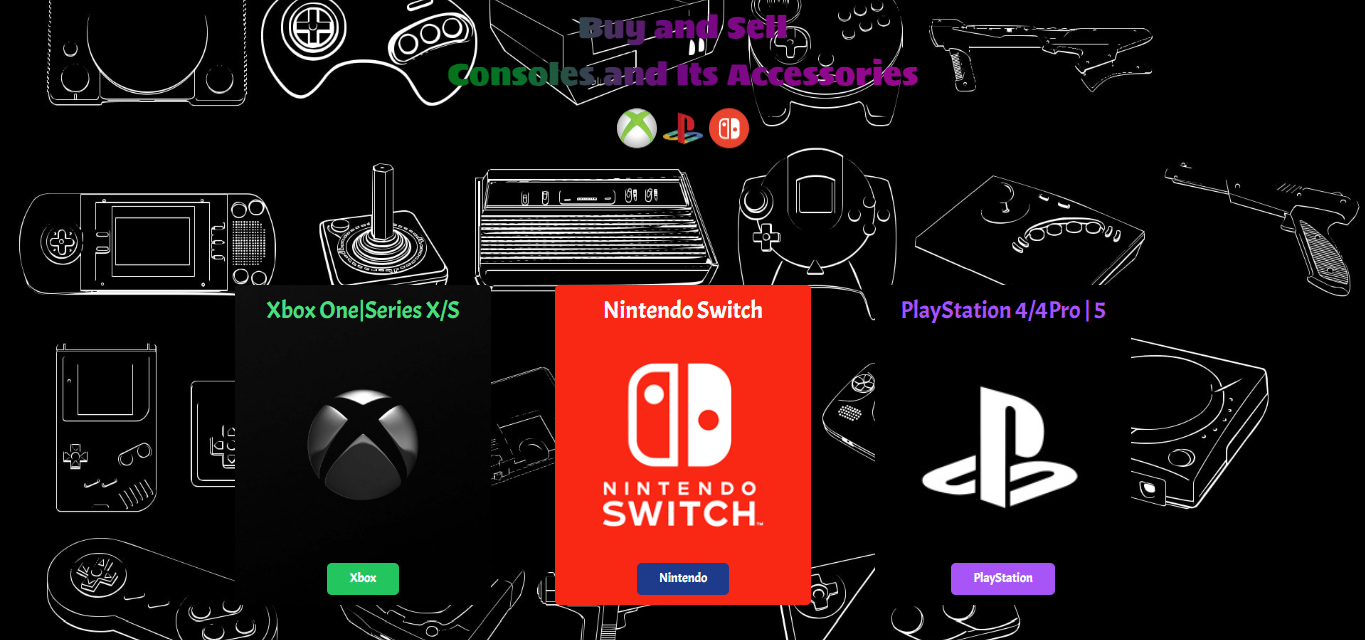 Buy and Sell
Consoles and Its Accessories
Xbox One|Series X/S
Nintendo Switch
PlayStation 4/4Pro | 5
NINTENDO
SWITCH™
Xbox
Nintendo
PlayStation